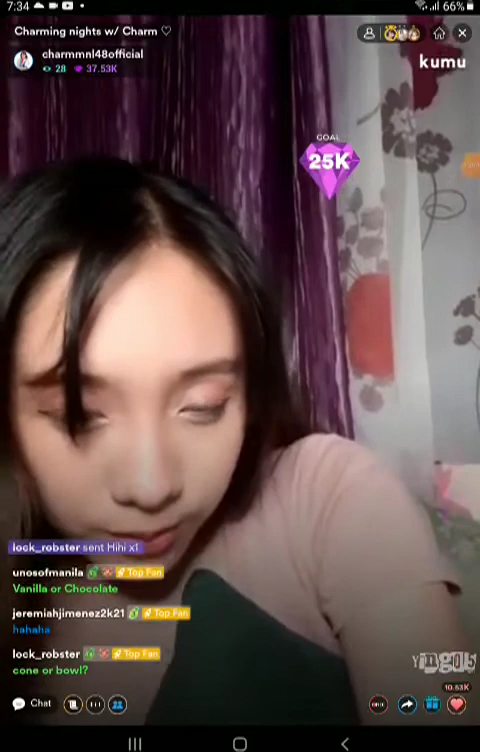 7:34
66%
Charming nights w/ Charm ♡
charmmnl48official
28 37.53K
kumu
GOAL
25K
lock_robster sent Hihi x1
unosofmanila Top Fan
Vanilla or Chocolate
jeremiahjimenez2k21 Top Fan
hahaha
lock_robster Top Fan
cone or bowl?
10.53K
Chat